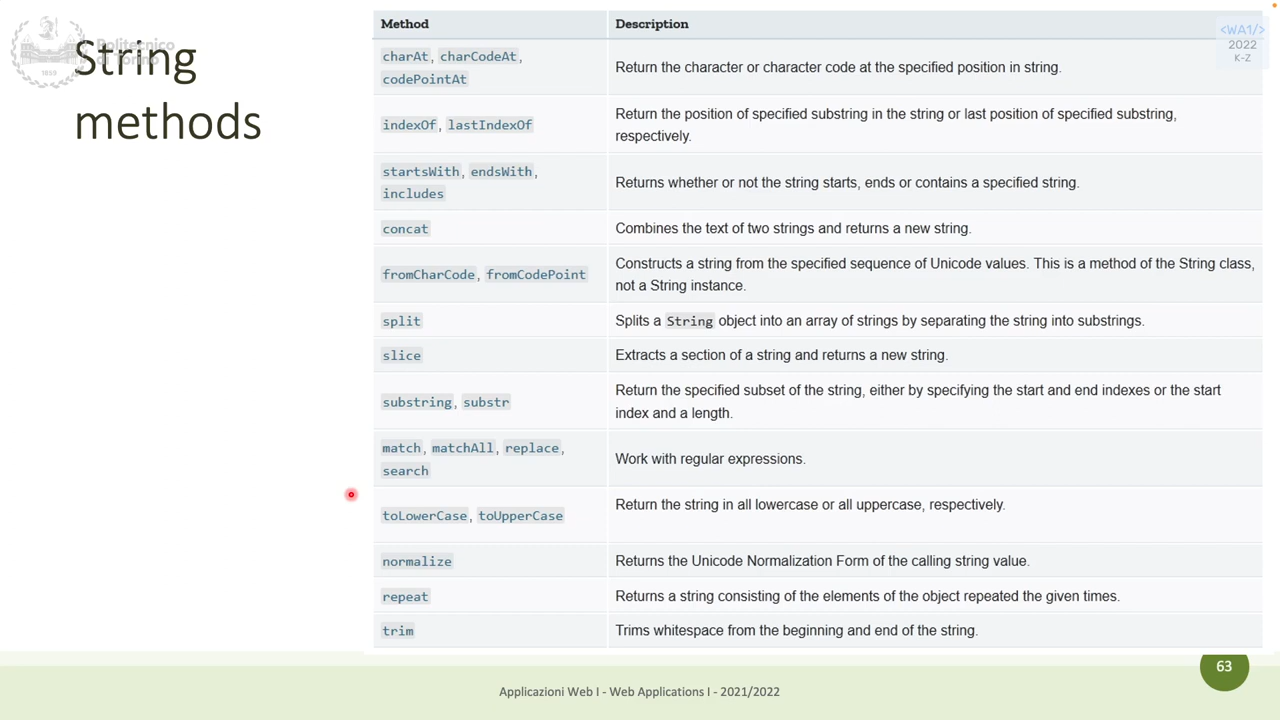 Politecnico
di Torino
1859
String
methods
<WA1/>
2022
K-Z
Method Description
charAt, charCodeAt,
codePointAt
Return the character or character code at the specified position in string.
indexOf, lastIndexOf
Return the position of specified substring in the string or last position of specified substring,
respectively.
startsWith, endsWith,
includes
Returns whether or not the string starts, ends or contains a specified string.
concat
Combines the text of two strings and returns a new string.
fromCharCode, fromCodePoint
Constructs a string from the specified sequence of Unicode values. This is a method of the String class,
not a String instance.
split
Splits a String object into an array of strings by separating the string into substrings.
slice
Extracts a section of a string and returns a new string.
substring, substr
Return the specified subset of the string, either by specifying the start and end indexes or the start
index and a length.
match, matchAll, replace,
search
Work with regular expressions.
toLowerCase, toUpperCase
Return the string in all lowercase or all uppercase, respectively.
normalize
Returns the Unicode Normalization Form of the calling string value.
repeat
Returns a string consisting of the elements of the object repeated the given times.
trim
Trims whitespace from the beginning and end of the string.
63
Applicazioni Web I - Web Applications I - 2021/2022